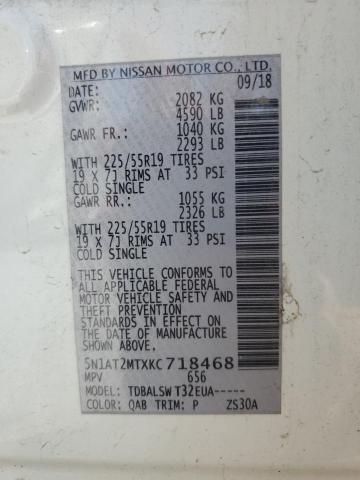 MFD BY NISSAN MOTOR CO., LTD.
DATE: 09/18
GVWR: 2082 KG
4590 LB
GAWR FR.: 1040 KG
2293 LB
WITH 225/55R19 TIRES
19 X 7J RIMS AT 33 PSI
COLD SINGLE
GAWR RR.: 1055 KG
2326 LB
WITH 225/55R19 TIRES
19 X 7J RIMS AT 33 PSI
COLD SINGLE
THIS VEHICLE CONFORMS TO
ALL APPLICABLE FEDERAL
MOTOR VEHICLE SAFETY
AND THEFT PREVENTION
STANDARDS IN EFFECT ON
THE DATE OF MANUFACTURE
SHOWN ABOVE.
5N1AT2MTXKC718468
MPV 656
MODEL: TDBALSW T32EUA-----
COLOR: QAB TRIM: P ZS30A